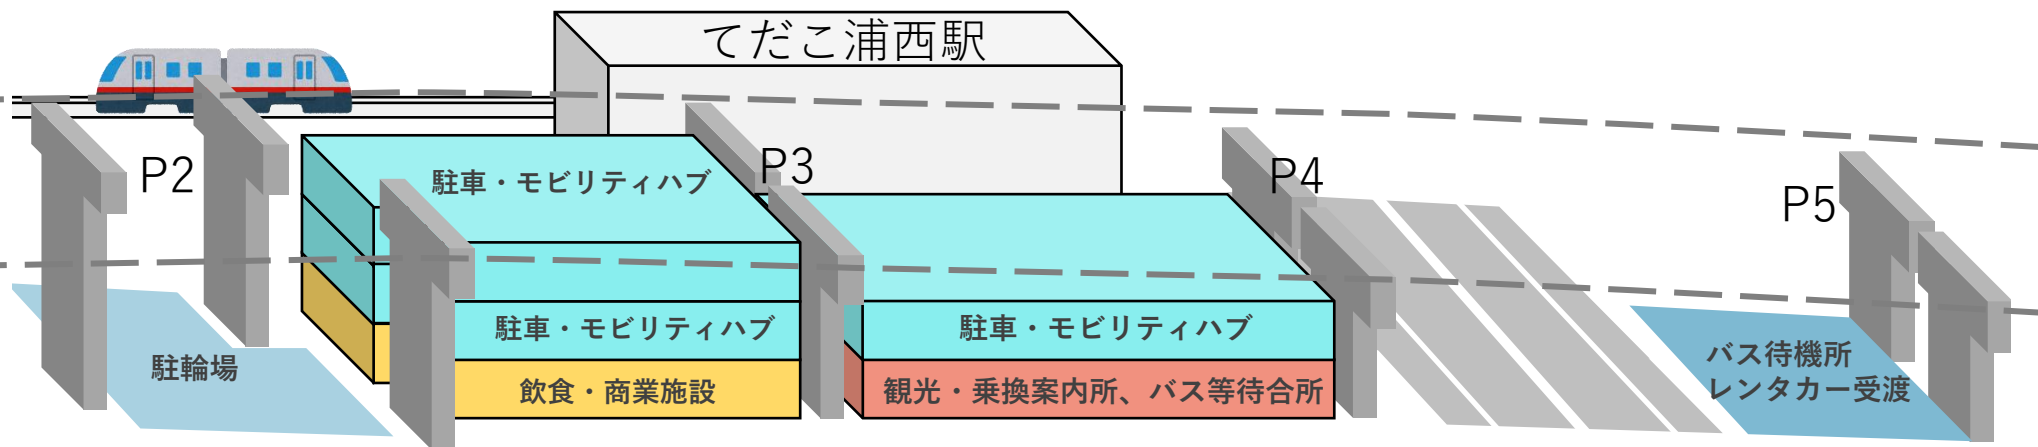 てだこ浦西駅
P2
P3
P4
P5
駐車・モビリティハブ
駐車・モビリティハブ
駐車・モビリティハブ
駐輪場
飲食・商業施設
観光・乗換案内所、バス等待合所
バス待機所
レンタカー受渡